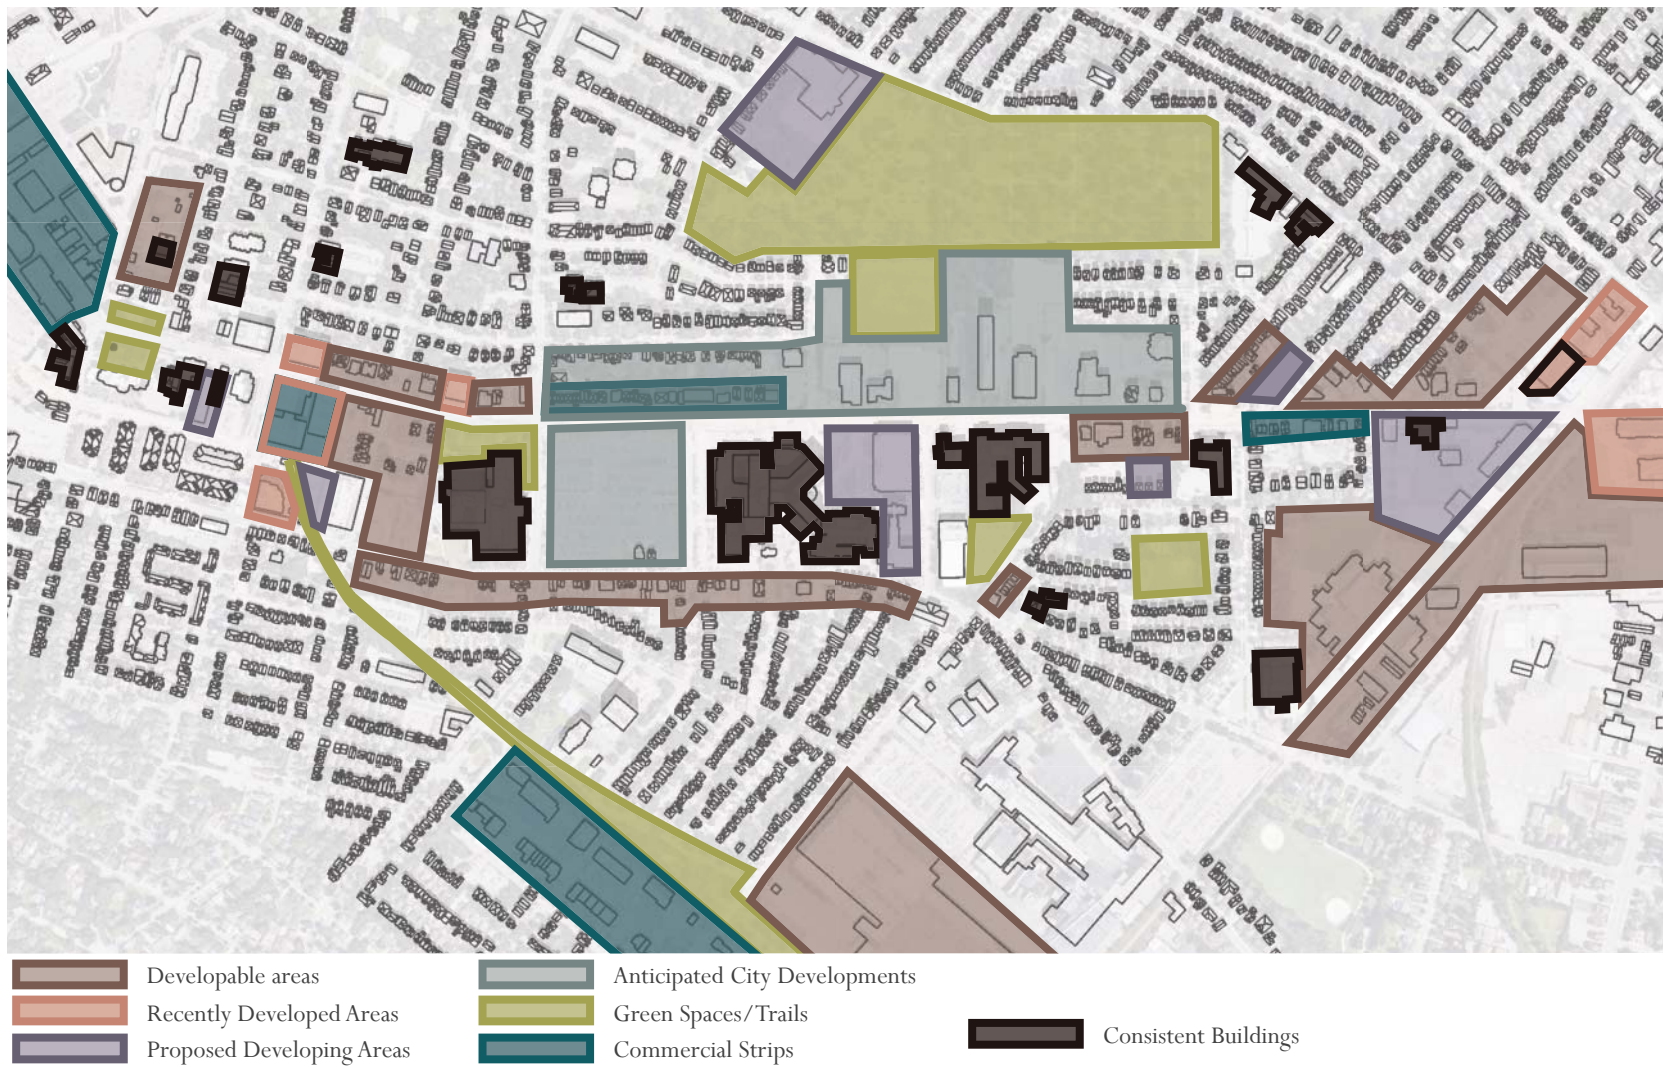 Developable areas
Recently Developed Areas
Proposed Developing Areas
Anticipated City Developments
Green Spaces/Trails
Commercial Strips
Consistent Buildings